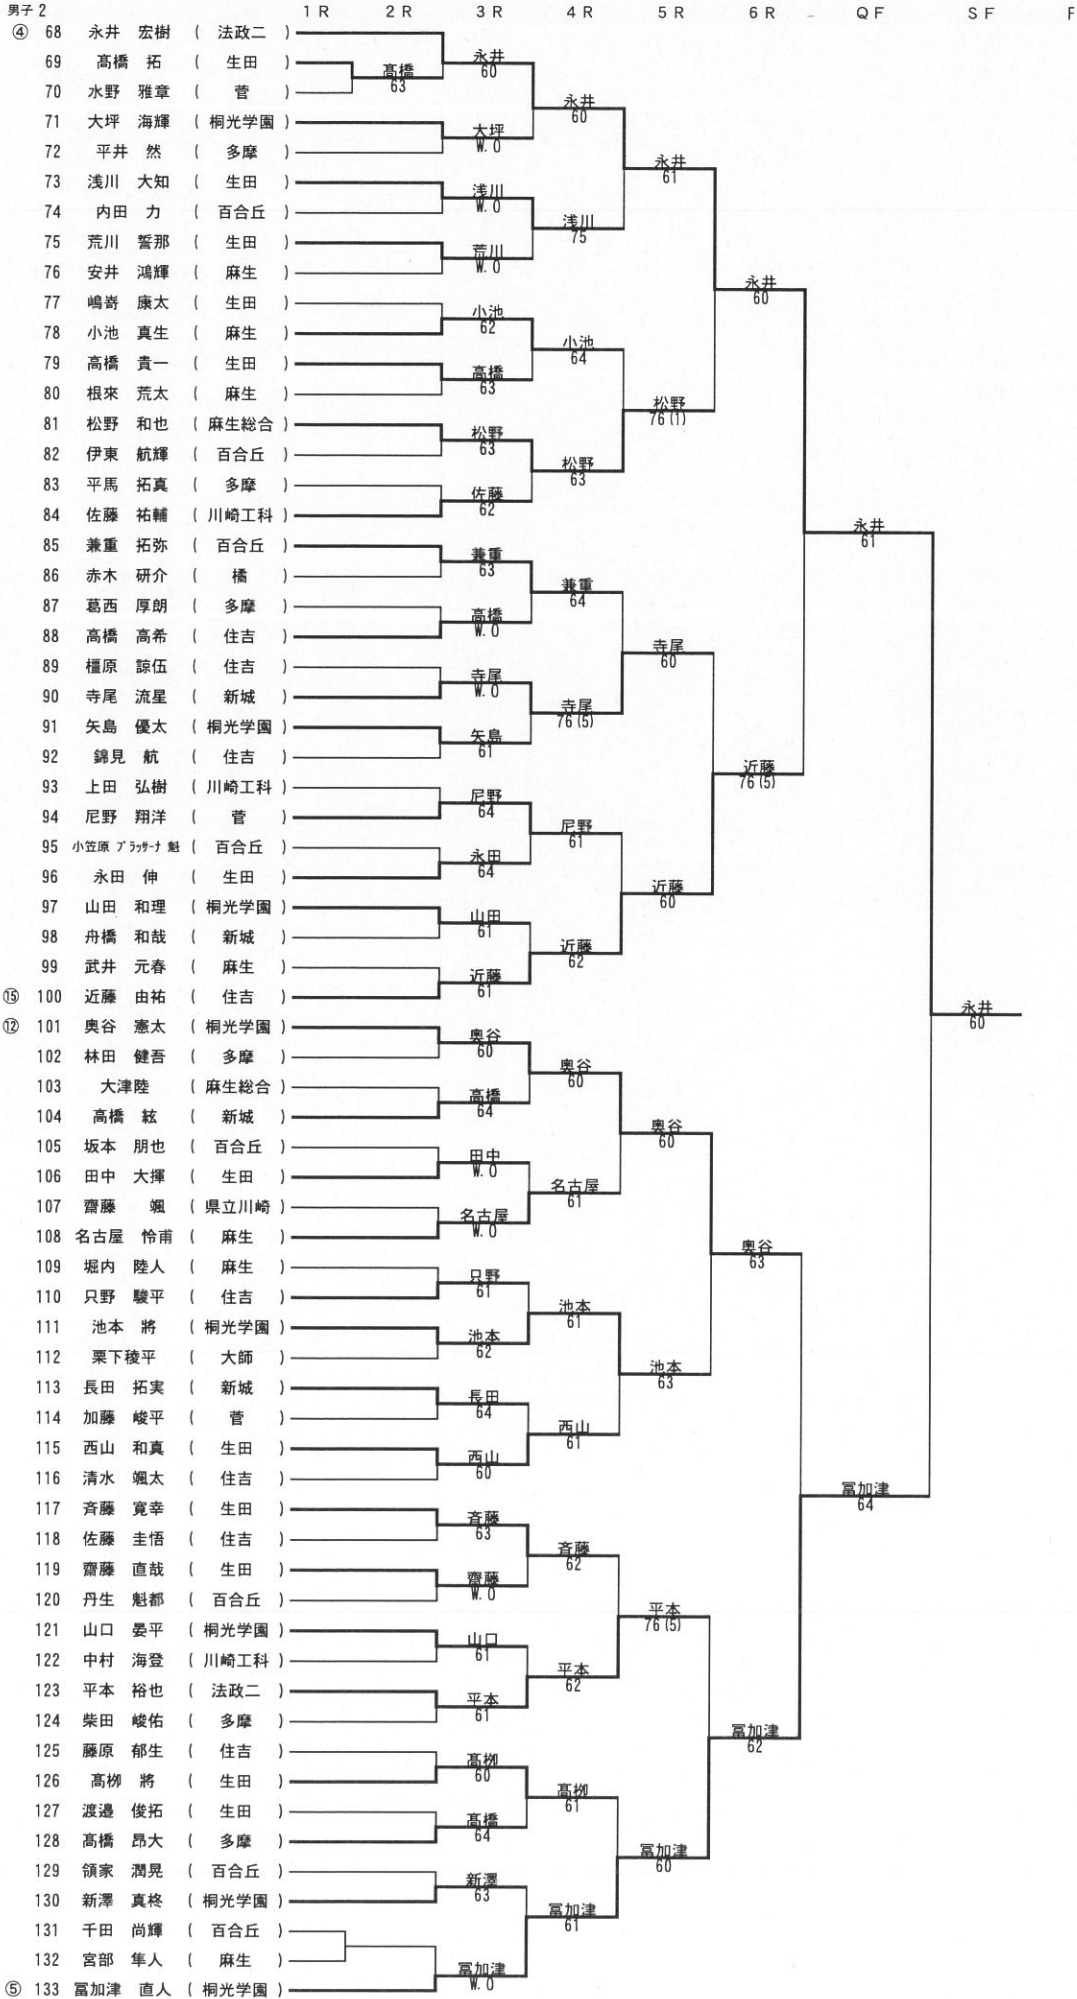 男子 2 1R 2R 3R 4R 5R 6R QF SF F
④ 68 永井 宏樹 ( 法政二 )
69 髙橋 拓 ( 生田 ) 永井
髙橋 60
70 水野 雅章 ( 菅 ) 63 永井
71 大坪 海輝 ( 桐光学園 ) 60
大坪
72 平井 然 ( 多摩 ) W.O 永井
73 浅川 大知 ( 生田 ) 61
浅川
74 内田 力 ( 百合丘 ) W.O 浅川
75 荒川 誓那 ( 生田 ) 75
荒川
76 安井 鴻輝 ( 麻生 ) W.O 永井
77 嶋嵜 康太 ( 生田 ) 60
小池
78 小池 真生 ( 麻生 ) 62 小池
79 高橋 貴一 ( 生田 ) 64
高橋
80 根來 荒太 ( 麻生 ) 63 松野
81 松野 和也 ( 麻生総合 ) 76(1)
松野
82 伊東 航輝 ( 百合丘 ) 63 松野
83 平馬 拓真 ( 多摩 ) 63
佐藤
84 佐藤 祐輔 ( 川崎工科 ) 62 永井
85 兼重 拓弥 ( 百合丘 ) 61
兼重
86 赤木 研介 ( 橘 ) 63 兼重
87 葛西 厚朗 ( 多摩 ) 64
高橋
88 高橋 高希 ( 住吉 ) W.O 寺尾
89 橿原 諒伍 ( 住吉 ) 60
寺尾
90 寺尾 流星 ( 新城 ) W.O 寺尾
91 矢島 優太 ( 桐光学園 ) 76(5)
矢島
92 錦見 航 ( 住吉 ) 61 近藤
93 上田 弘樹 ( 川崎工科 ) 76(5)
尼野
94 尼野 翔洋 ( 菅 ) 64 尼野
95 小笠原 ブラッサーナ 魁 ( 百合丘 ) 61
永田
96 永田 伸 ( 生田 ) 64 近藤
97 山田 和理 ( 桐光学園 ) 60
山田
98 舟橋 和哉 ( 新城 ) 61 近藤
99 武井 元春 ( 麻生 ) 62
近藤
⑮ 100 近藤 由祐 ( 住吉 ) 61 永井
⑫ 101 奥谷 憲太 ( 桐光学園 ) 60
奥谷
102 林田 健吾 ( 多摩 ) 60 奥谷
103 大津陸 ( 麻生総合 ) 60
高橋
104 高橋 絃 ( 新城 ) 64 奥谷
105 坂本 朋也 ( 百合丘 ) 60
田中
106 田中 大揮 ( 生田 ) W.O 名古屋
107 齋藤 颯 ( 県立川崎 ) 61
名古屋
108 名古屋 怜甫 ( 麻生 ) W.O 奥谷
109 堀内 陸人 ( 麻生 ) 63
只野
110 只野 駿平 ( 住吉 ) 61 池本
111 池本 將 ( 桐光学園 ) 61
池本
112 栗下稜平 ( 大師 ) 62 池本
113 長田 拓実 ( 新城 ) 63
長田
114 加藤 峻平 ( 菅 ) 64 西山
115 西山 和真 ( 生田 ) 61
西山
116 清水 颯太 ( 住吉 ) 60 冨加津
117 斉藤 寛幸 ( 生田 ) 64
斉藤
118 佐藤 圭悟 ( 住吉 ) 63 斉藤
119 齋藤 直哉 ( 生田 ) 62
齋藤
120 丹生 魁都 ( 百合丘 ) W.O 平本
121 山口 晏平 ( 桐光学園 ) 76(5)
山口
122 中村 海登 ( 川崎工科 ) 61 平本
123 平本 裕也 ( 法政二 ) 62
平本
124 柴田 峻佑 ( 多摩 ) 61 冨加津
125 藤原 郁生 ( 住吉 ) 62
髙栁
126 髙栁 將 ( 生田 ) 60 髙栁
127 渡邉 俊拓 ( 生田 ) 61
髙橋
128 髙橋 昂大 ( 多摩 ) 64 冨加津
129 領家 潤晃 ( 百合丘 ) 60
新澤
130 新澤 真柊 ( 桐光学園 ) 63 冨加津
131 千田 尚輝 ( 百合丘 ) 61
132 宮部 隼人 ( 麻生 ) 冨加津
⑤ 133 冨加津 直人 ( 桐光学園 ) W.O